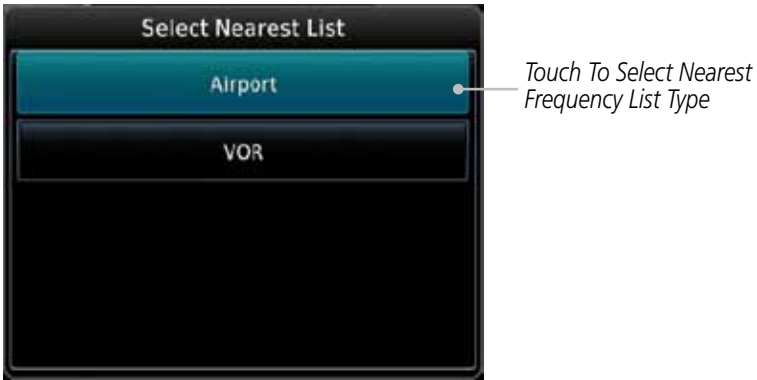 Select Nearest List
Airport
Touch To Select Nearest
Frequency List Type
VOR